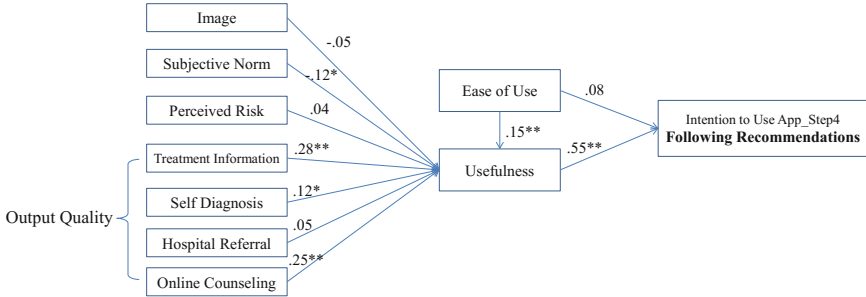 Image
-.05
Subjective Norm
-.12*
Perceived Risk
.04
Treatment Information
.28**
Self Diagnosis
.12*
Hospital Referral
.05
Online Counseling
.25**
Output Quality
Ease of Use
.08
.15**
Usefulness
.55**
Intention to Use App_Step4
Following Recommendations